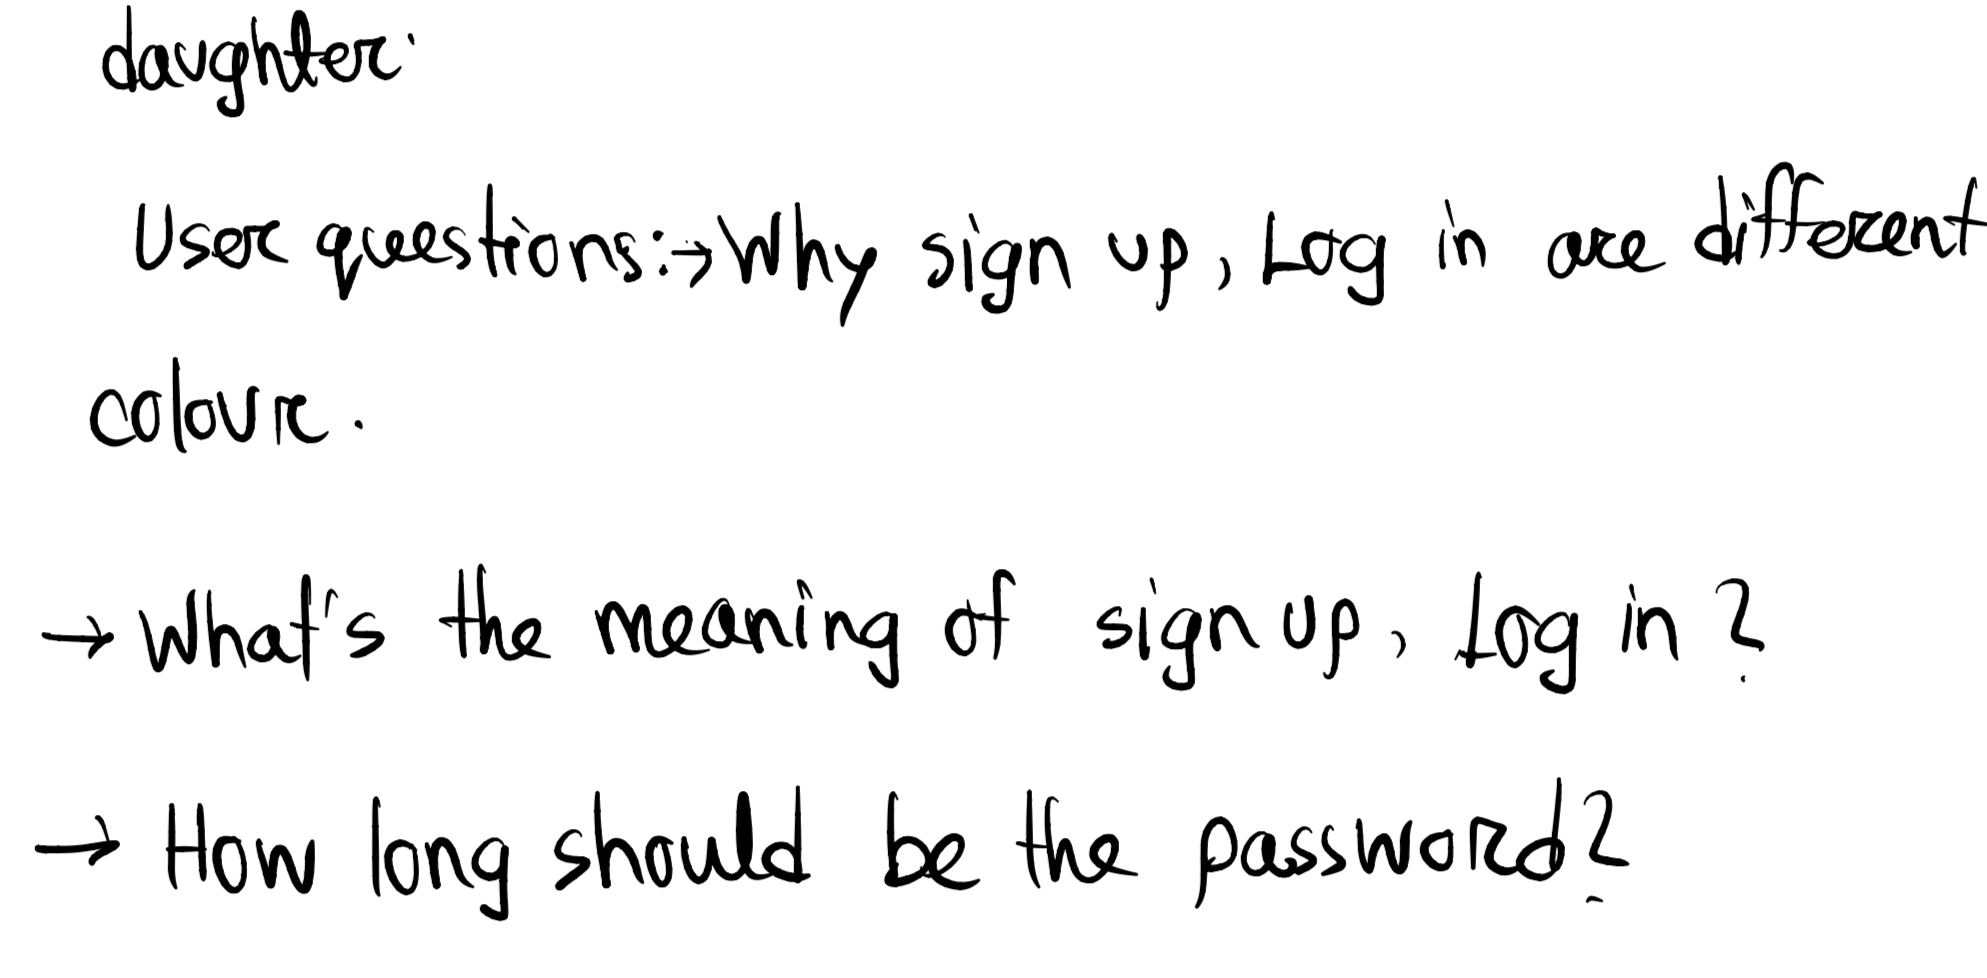 daughter.
User questions:→Why sign up, Log in are different
colour.
→ What's the meaning of sign up, Log in?
→ How long should be the password?